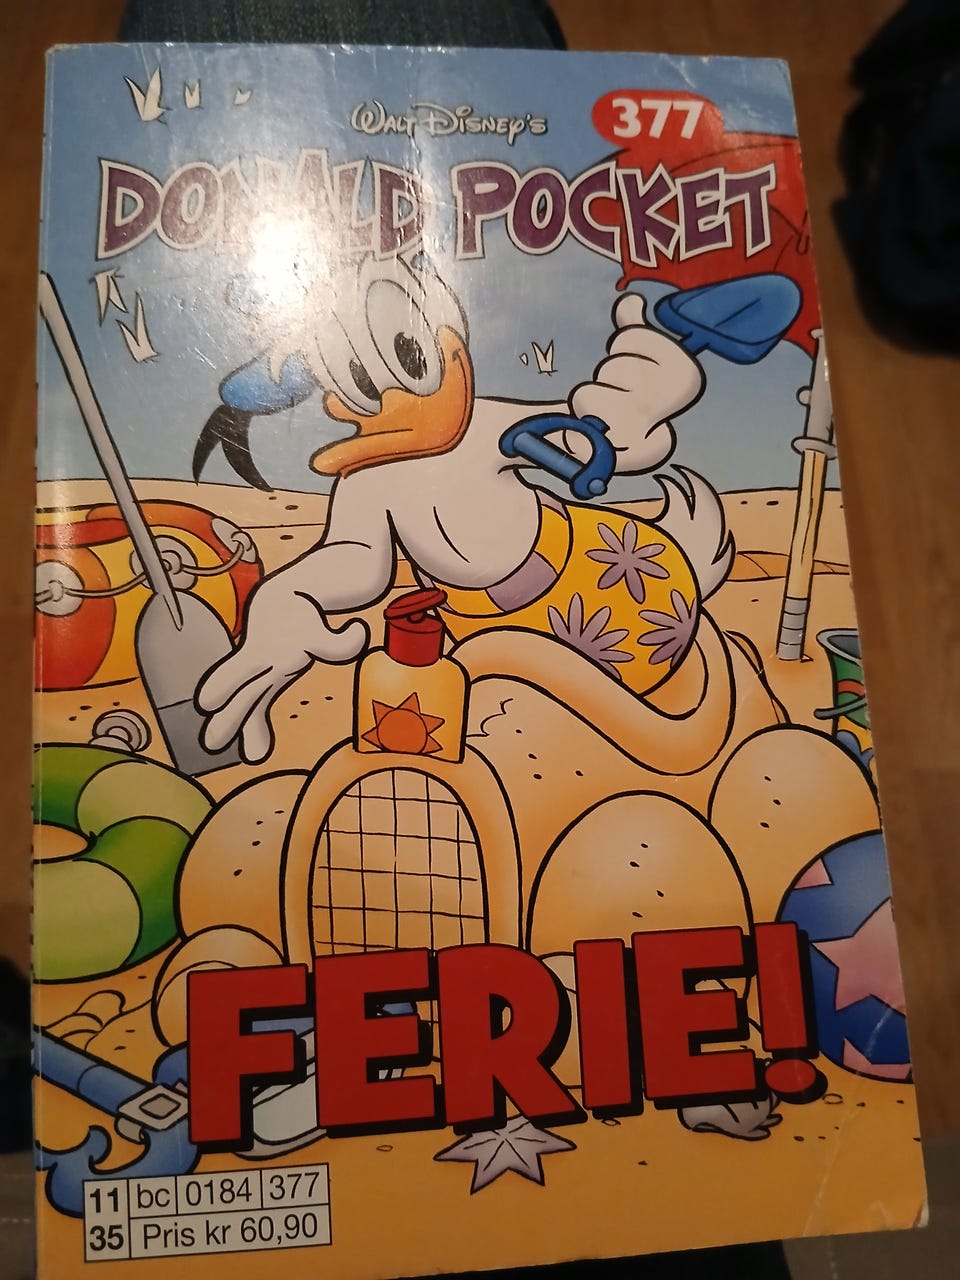 WALT DISNEY'S
377
DONALD POCKET
FERIE!
11 bc 0184 377
35 Pris kr 60,90